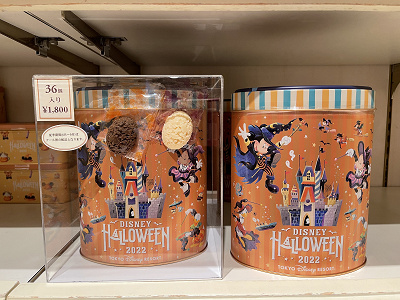 36個
入り
¥1,800
DISNEY
HALLOWEEN
2022
TOKYO DISNEY RESORT
DISNEY
HALLOWEEN
2022
TOKYO DISNEY RESORT
HALLOWEEN